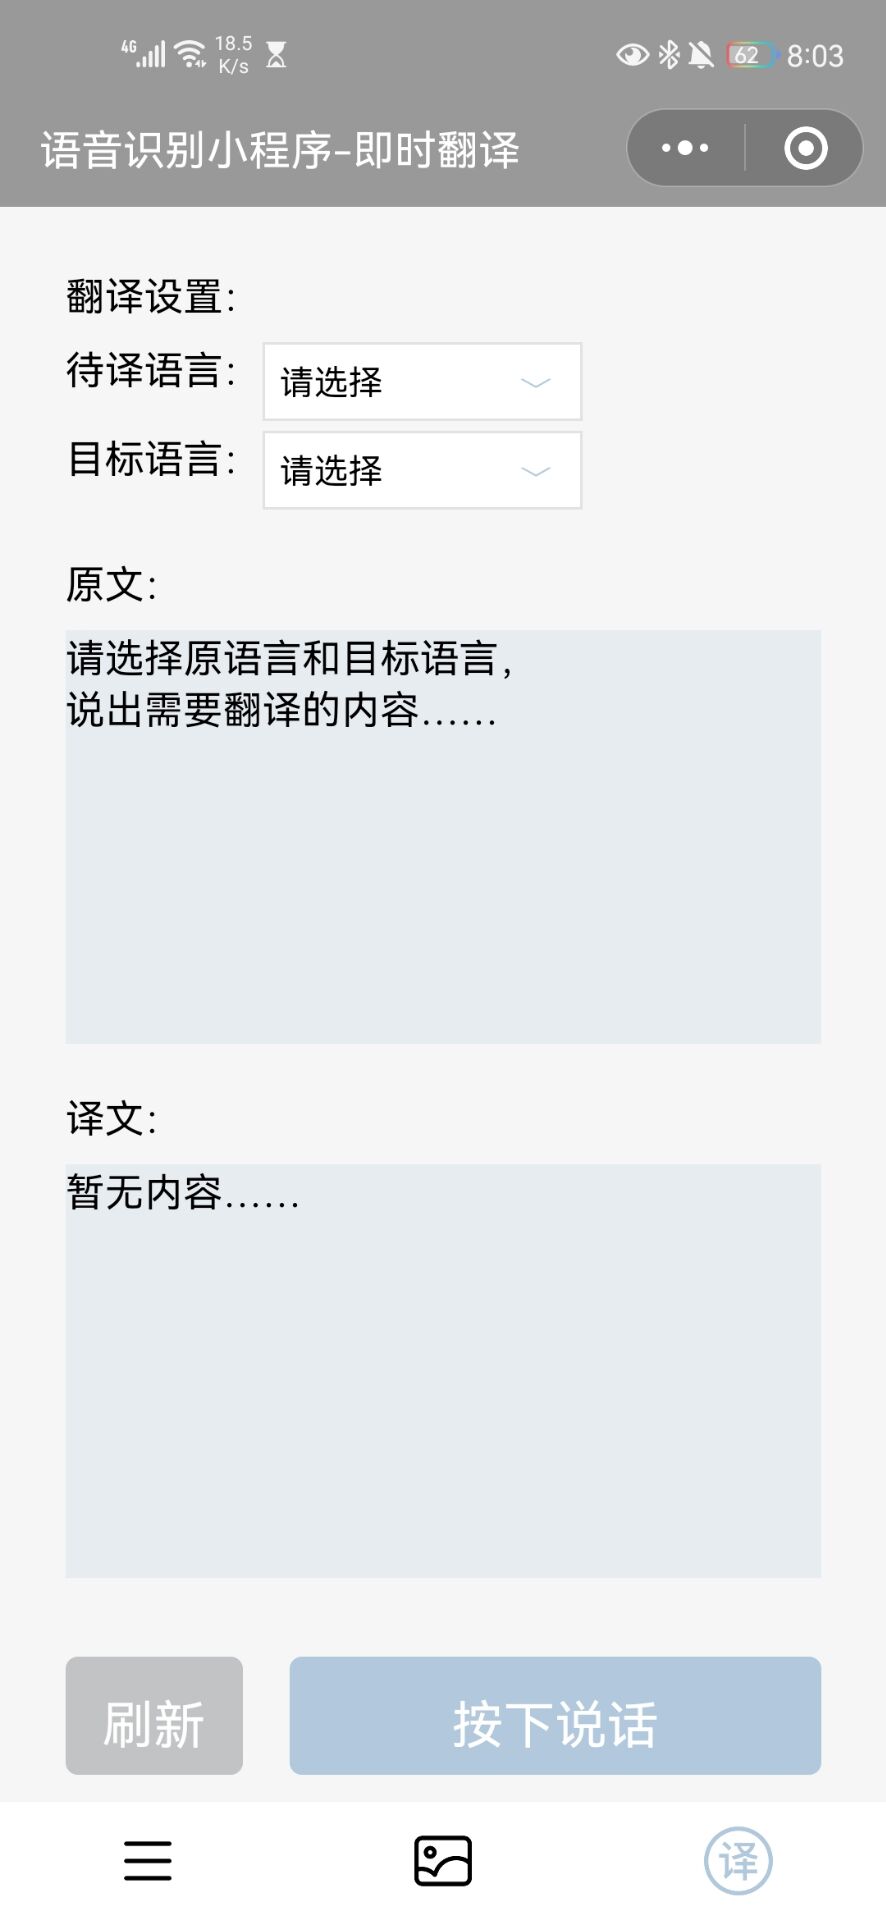 4G 18.5 K/s 62 8:03
语音识别小程序-即时翻译
翻译设置：
待译语言： 请选择
目标语言： 请选择
原文：
请选择原语言和目标语言，
说出需要翻译的内容......
译文：
暂无内容......
刷新 按下说话
译